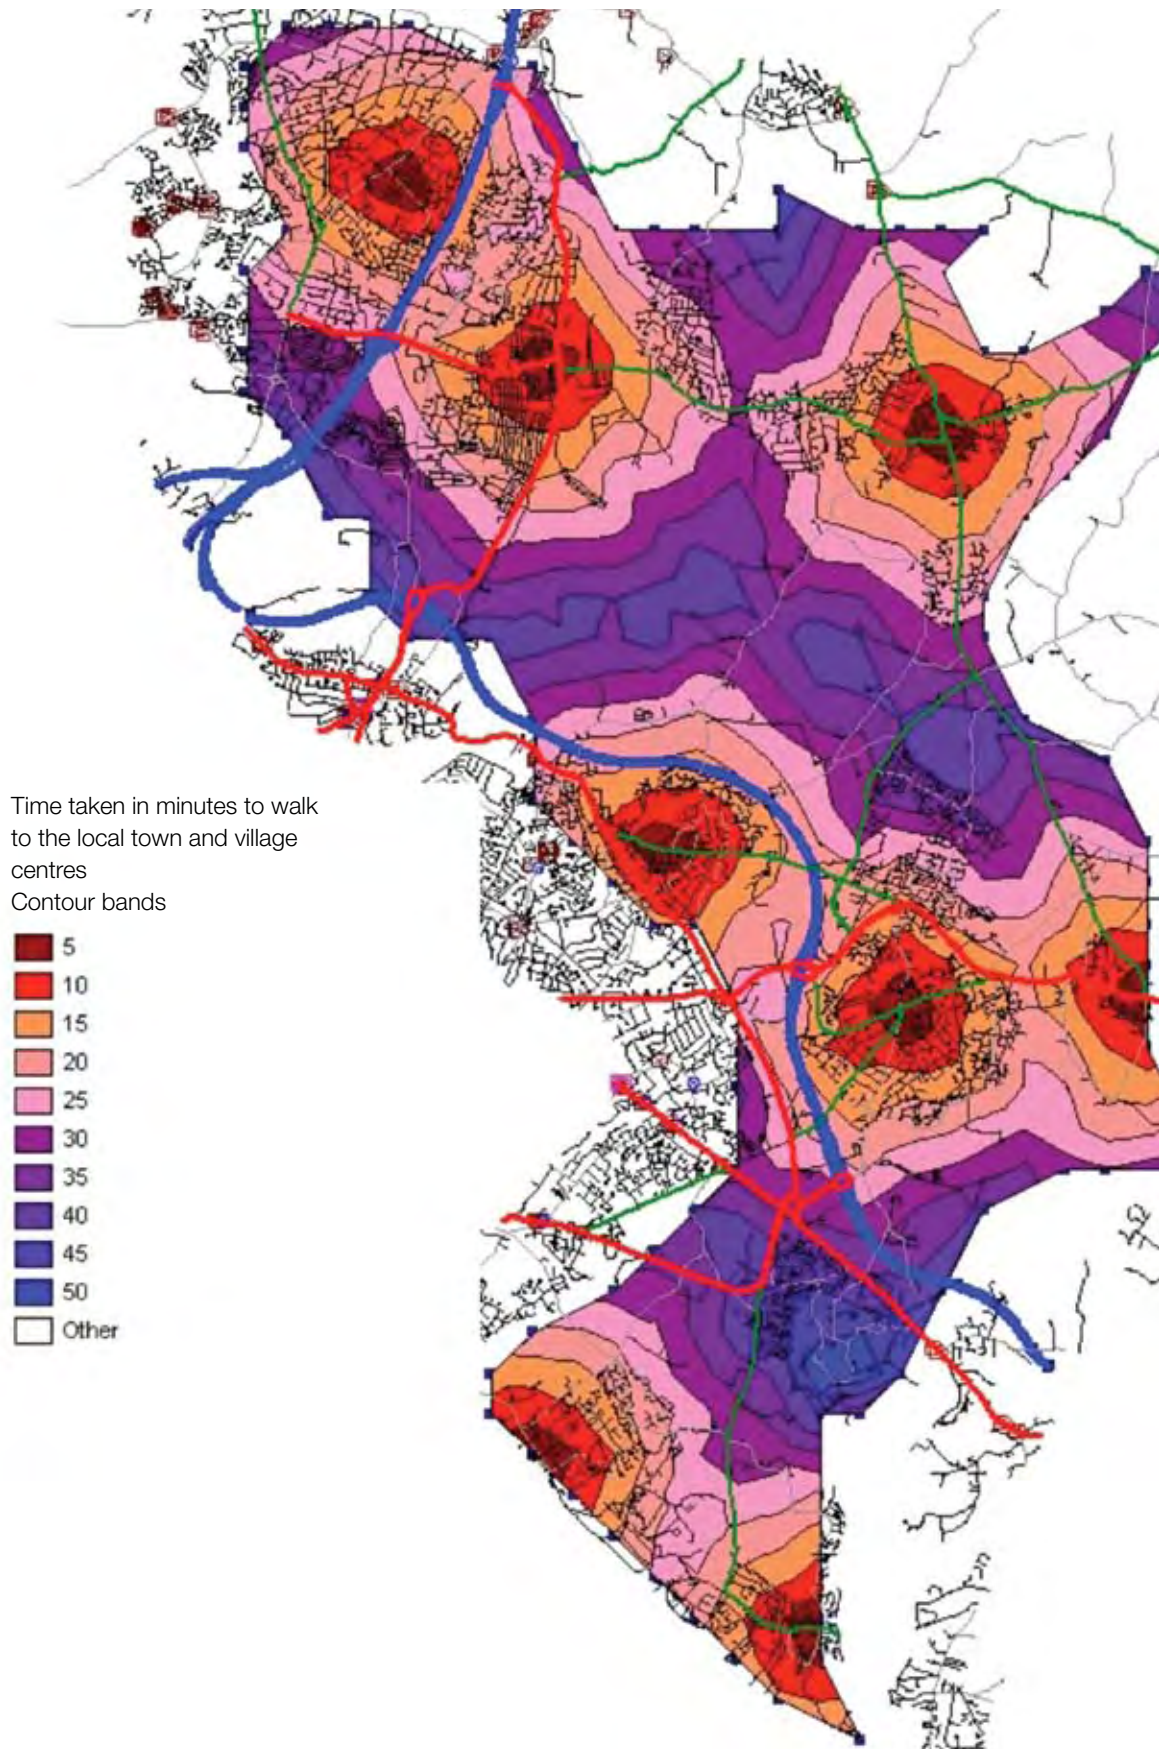 Time taken in minutes to walk
to the local town and village
centres
Contour bands
5
10
15
20
25
30
35
40
45
50
Other